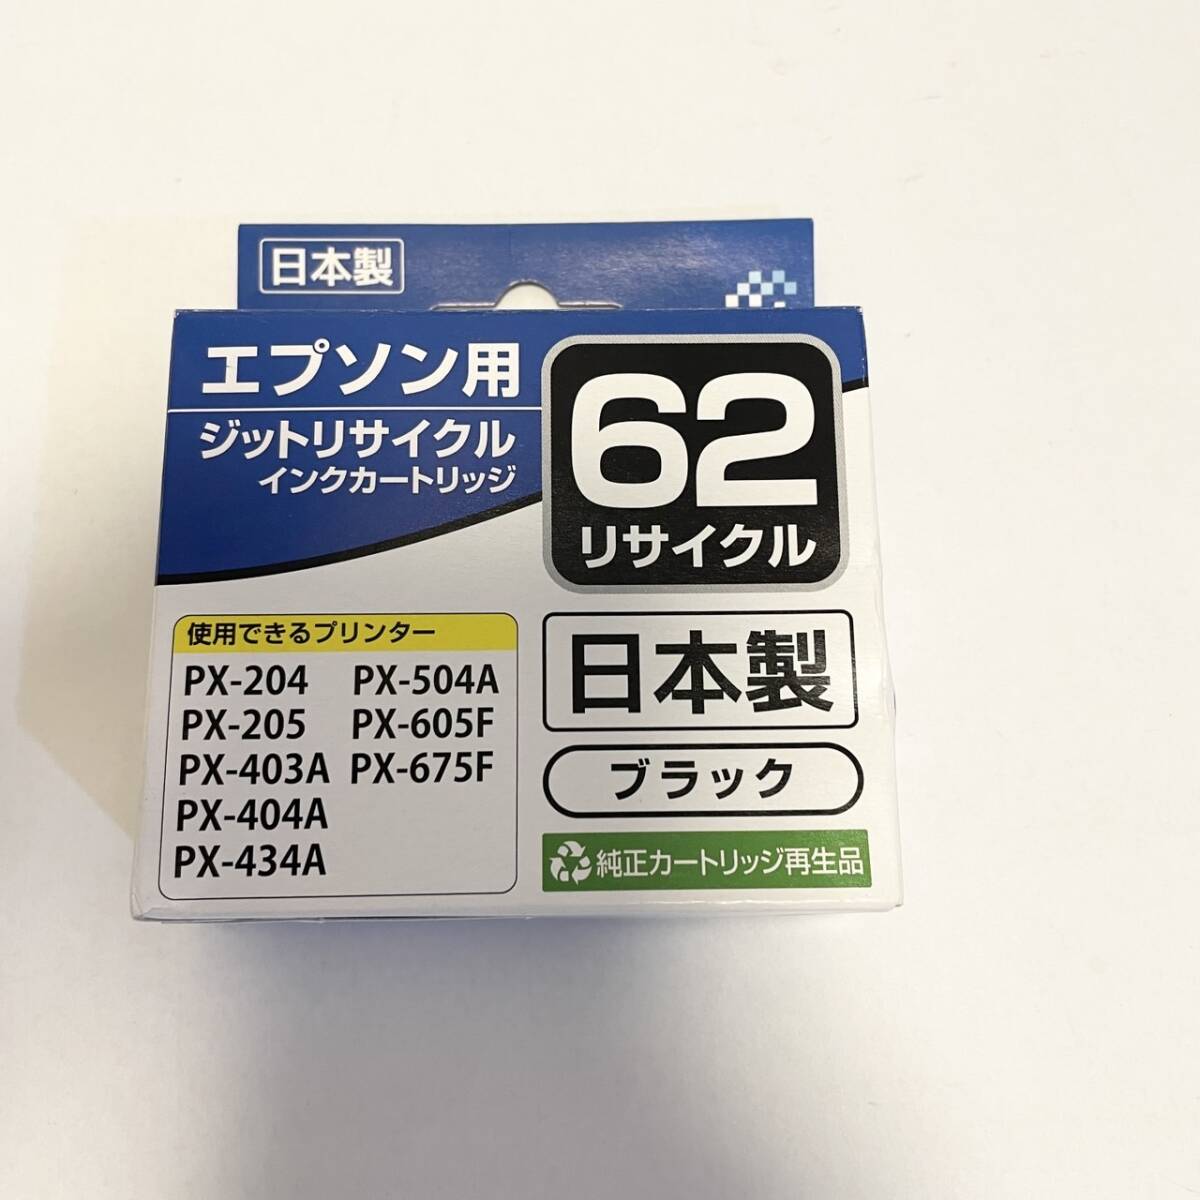 日本製
エプソン用
ジットリサイクル
インクカートリッジ
62
リサイクル
使用できるプリンター
PX-204 PX-504A
PX-205 PX-605F
PX-403A PX-675F
PX-404A
PX-434A
日本製
ブラック
純正カートリッジ再生品